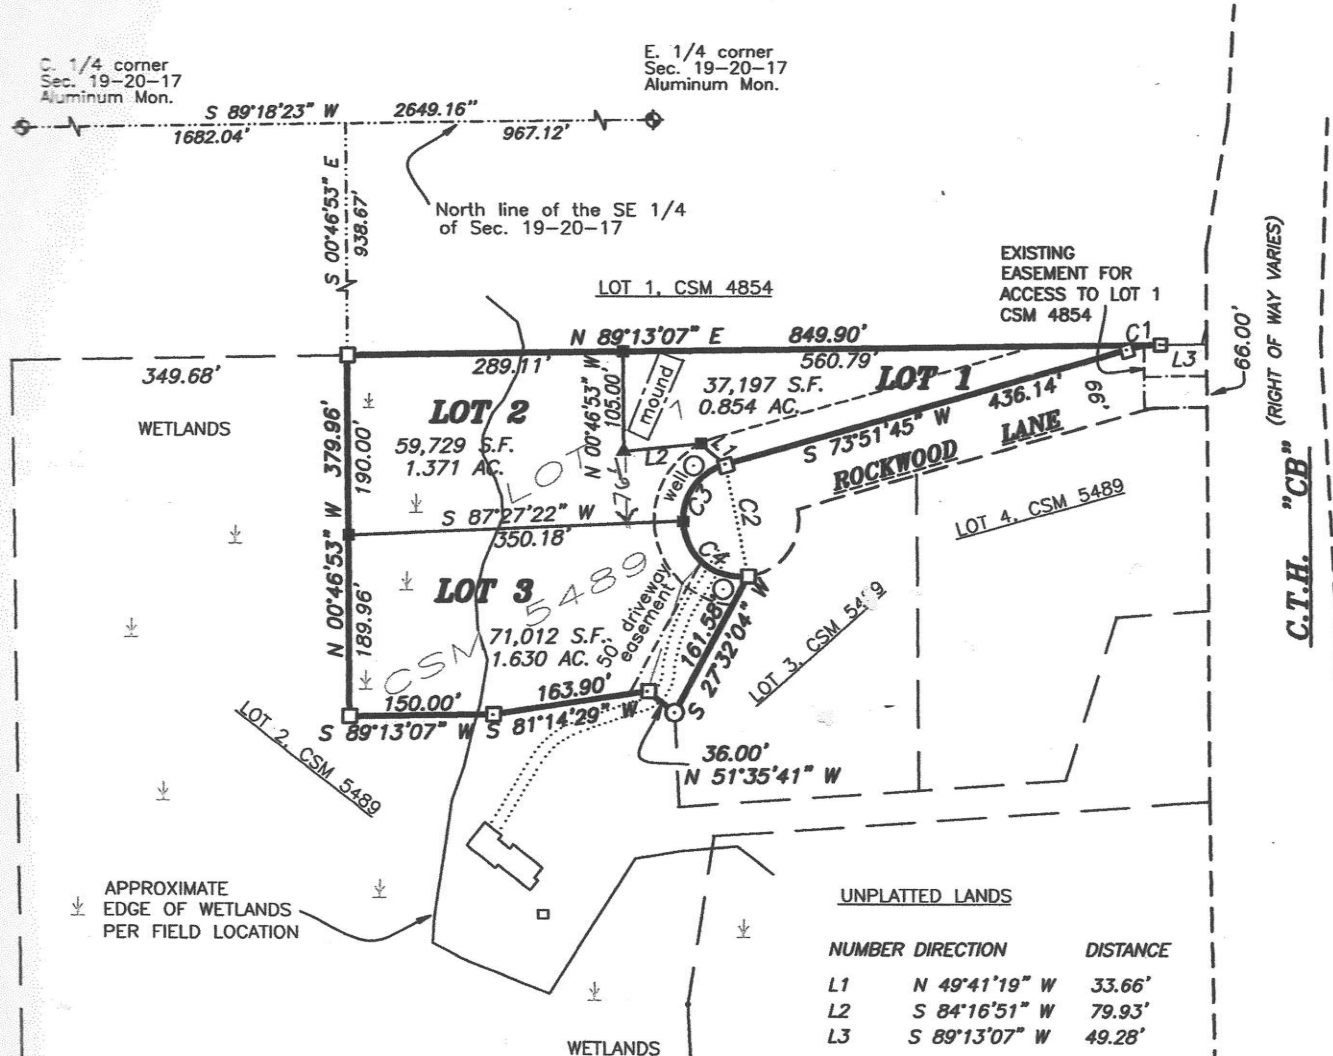 C. 1/4 corner
Sec. 19-20-17
Aluminum Mon.
E. 1/4 corner
Sec. 19-20-17
Aluminum Mon.
S 89°18'23" W 2649.16"
1682.04'
967.12'
S 00°46'53" E
938.67'
North line of the SE 1/4
of Sec. 19-20-17
LOT 1, CSM 4854
EXISTING
EASEMENT FOR
ACCESS TO LOT 1
CSM 4854
66.00'
(RIGHT OF WAY VARIES)
C.T.H. "CB"
N 89°13'07" E 849.90'
C1
L3
349.68'
289.11'
560.79'
WETLANDS
LOT 2
59,729 S.F.
1.371 AC.
N 00°46'53" W
105.00'
mound
37,197 S.F.
0.854 AC.
LOT 1
436.14'
66'
S 73°51'45" W
ROCKWOOD LANE
L1
L2
well
C3
C2
C4
76'
N 00°46'53" W 379.96'
190.00'
189.96'
S 87°27'22" W
350.18'
LOT 1
CSM 5489
LOT 4, CSM 5489
LOT 3
71,012 S.F.
1.630 AC.
50' driveway
easement
161.58'
S 27°32'04" W
LOT 3, CSM 5489
150.00'
S 89°13'07" W
163.90'
S 81°14'29" W
36.00'
N 51°35'41" W
LOT 2, CSM 5489
APPROXIMATE
EDGE OF WETLANDS
PER FIELD LOCATION
WETLANDS
UNPLATTED LANDS
NUMBER DIRECTION DISTANCE
L1 N 49°41'19" W 33.66'
L2 S 84°16'51" W 79.93'
L3 S 89°13'07" W 49.28'